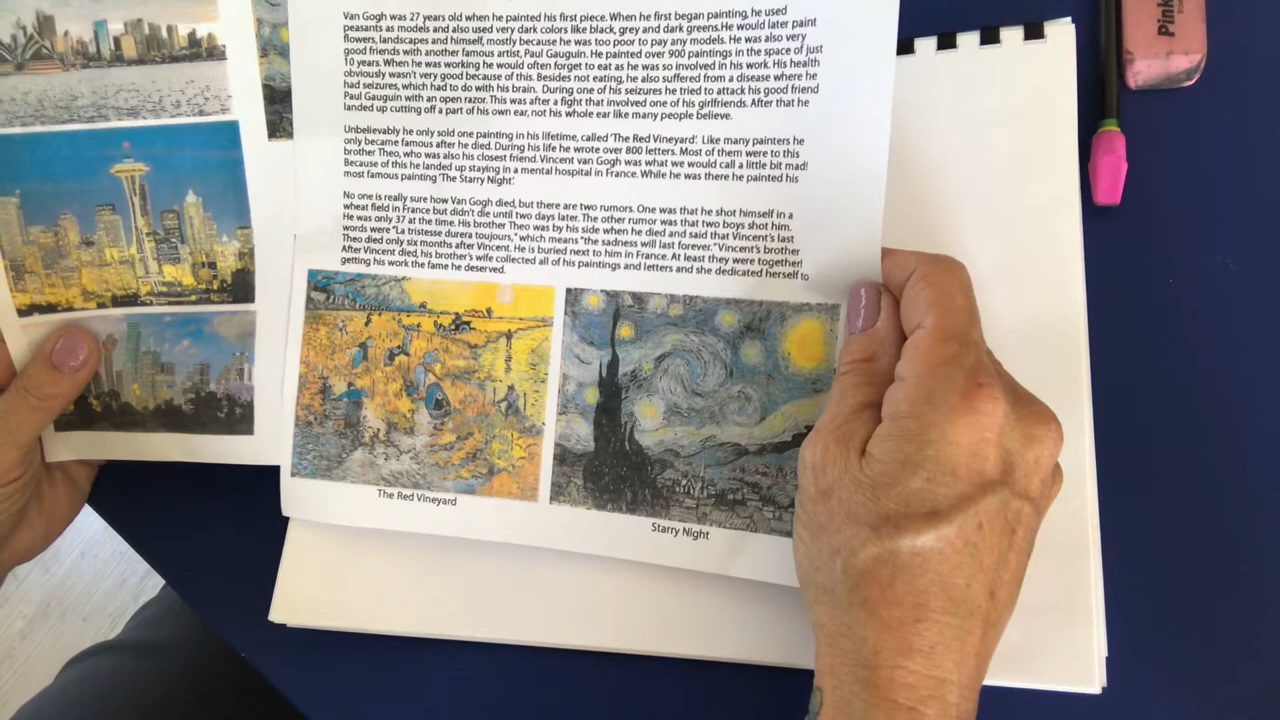 Van Gogh was 27 years old when he painted his first piece. When he first began painting, he used
peasants as models and also used very dark colors like black, grey and dark greens.He would later paint
flowers, landscapes and himself, mostly because he was too poor to pay any models. He was also very
good friends with another famous artist, Paul Gauguin. He painted over 900 paintings in the space of just
10 years. When he was working he would often forget to eat as he was so involved in his work. His health
obviously wasn't very good because of this. Besides not eating, he also suffered from a disease where he
had seizures, which had to do with his brain. During one of his seizures he tried to attack his good friend
Paul Gauguin with an open razor. This was after a fight that involved one of his girlfriends. After that he
landed up cutting off a part of his own ear, not his whole ear like many people believe.
Unbelievably he only sold one painting in his lifetime, called 'The Red Vineyard'. Like many painters he
only became famous after he died. During his life he wrote over 800 letters. Most of them were to this
brother Theo, who was also his closest friend. Vincent van Gogh was what we would call a little bit mad!
Because of this he landed up staying in a mental hospital in France. While he was there he painted his
most famous painting 'The Starry Night'.
No one is really sure how Van Gogh died, but there are two rumors. One was that he shot himself in a
wheat field in France but didn't die until two days later. The other rumor was that two boys shot him.
He was only 37 at the time. His brother Theo was by his side when he died and said that Vincent's last
words were "La tristesse durera toujours," which means "the sadness will last forever." Vincent's brother
Theo died only six months after Vincent. He is buried next to him in France. At least they were together!
After Vincent died, his brother's wife collected all of his paintings and letters and she dedicated herself to
getting his work the fame he deserved.
The Red Vineyard
Starry Night
Pink